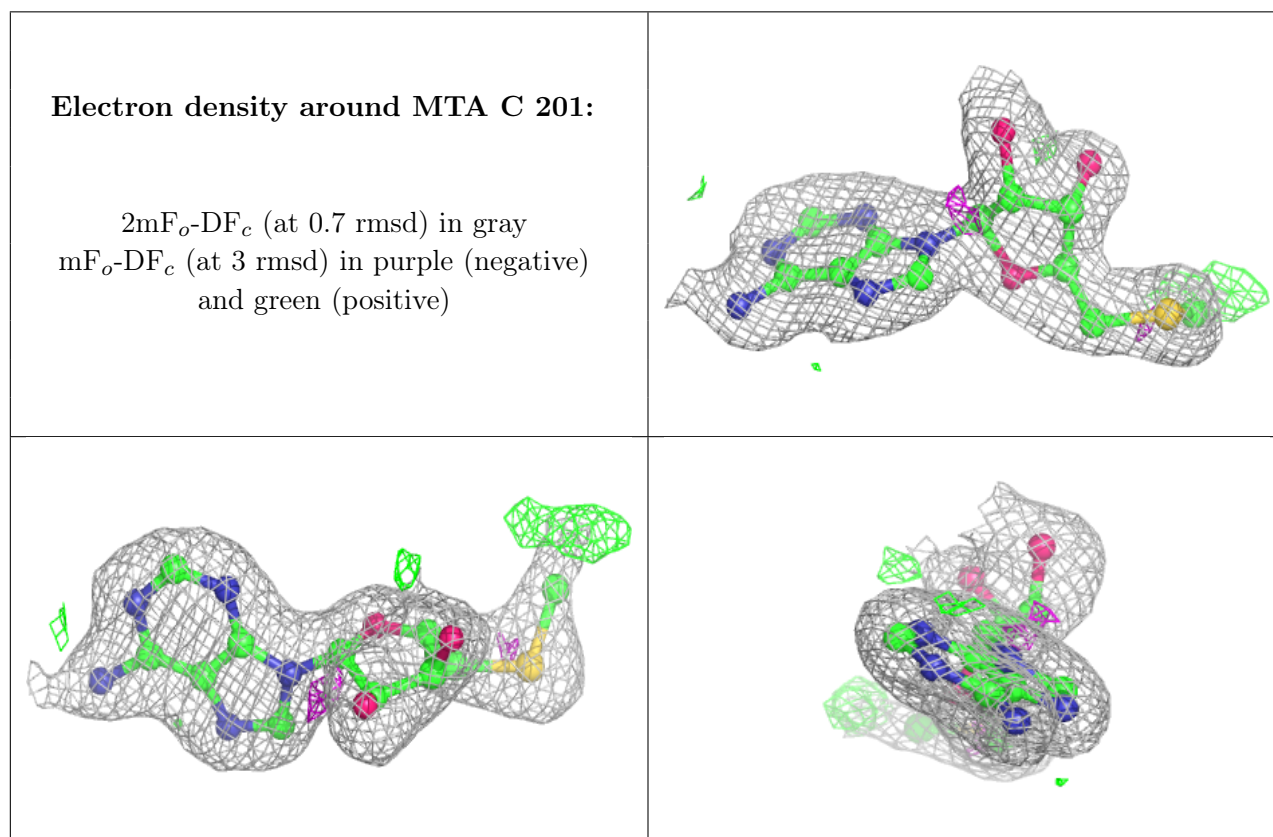 Electron density around MTA C 201:
2mFo-DFc (at 0.7 rmsd) in gray
mFo-DFc (at 3 rmsd) in purple (negative)
and green (positive)